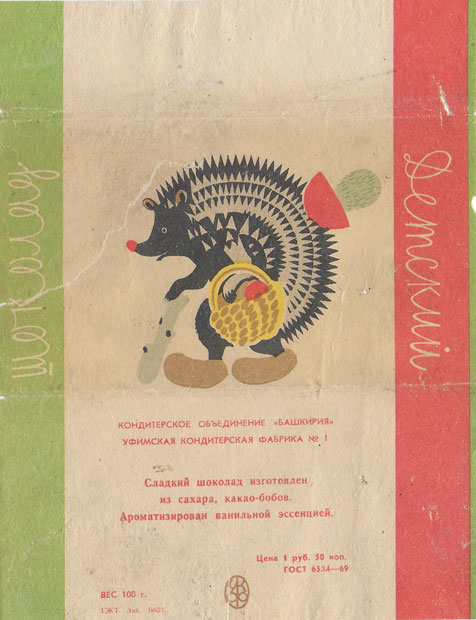 Шоколад
Детский
КОНДИТЕРСКОЕ ОБЪЕДИНЕНИЕ «БАШКИРИЯ»
УФИМСКАЯ КОНДИТЕРСКАЯ ФАБРИКА № 1
Сладкий шоколад изготовлен
из сахара, какао-бобов.
Ароматизирован ванильной эссенцией.
Цена 1 руб. 50 коп.
ГОСТ 6534—69
ВЕС 100 г.
Зак.